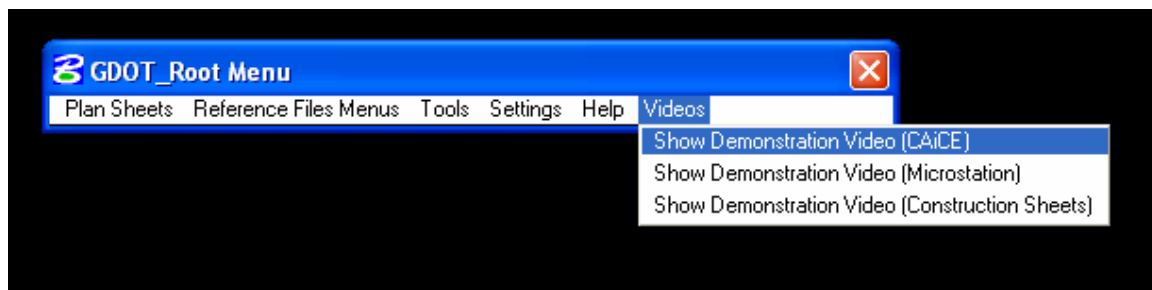 GDOT_Root Menu
Plan Sheets Reference Files Menus Tools Settings Help Videos
Show Demonstration Video (CAiCE)
Show Demonstration Video (Microstation)
Show Demonstration Video (Construction Sheets)